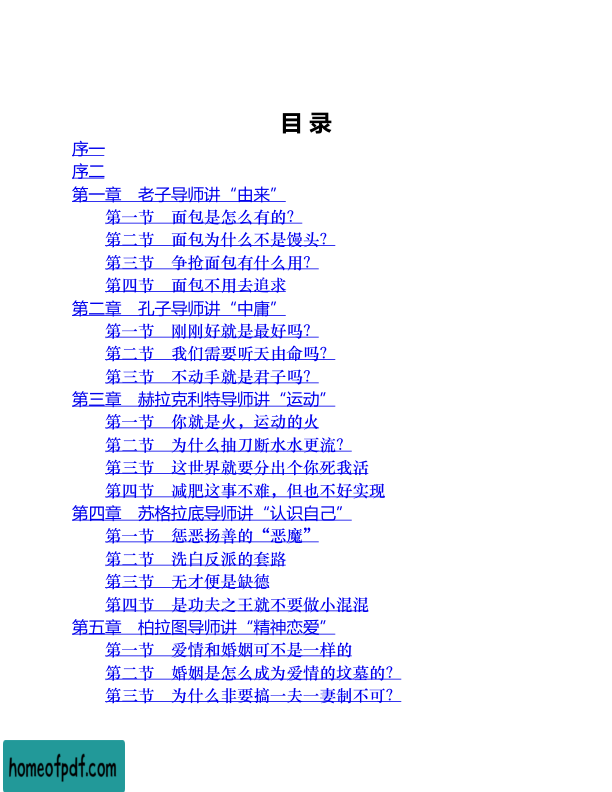 目 录
序一
序二
第一章　老子导师讲“由来”
第一节　面包是怎么有的？
第二节　面包为什么不是馒头？
第三节　争抢面包有什么用？
第四节　面包不用去追求
第二章　孔子导师讲“中庸”
第一节　刚刚好就是最好吗？
第二节　我们需要听天由命吗？
第三节　不动手就是君子吗？
第三章　赫拉克利特导师讲“运动”
第一节　你就是火，运动的火
第二节　为什么抽刀断水水更流？
第三节　这世界就要分出个你死我活
第四节　减肥这事不难，但也不好实现
第四章　苏格拉底导师讲“认识自己”
第一节　惩恶扬善的“恶魔”
第二节　洗白反派的套路
第三节　无才便是缺德
第四节　是功夫之王就不要做小混混
第五章　柏拉图导师讲“精神恋爱”
第一节　爱情和婚姻可不是一样的
第二节　婚姻是怎么成为爱情的坟墓的？
第三节　为什么非要搞一夫一妻制不可？
homeofpdf.com